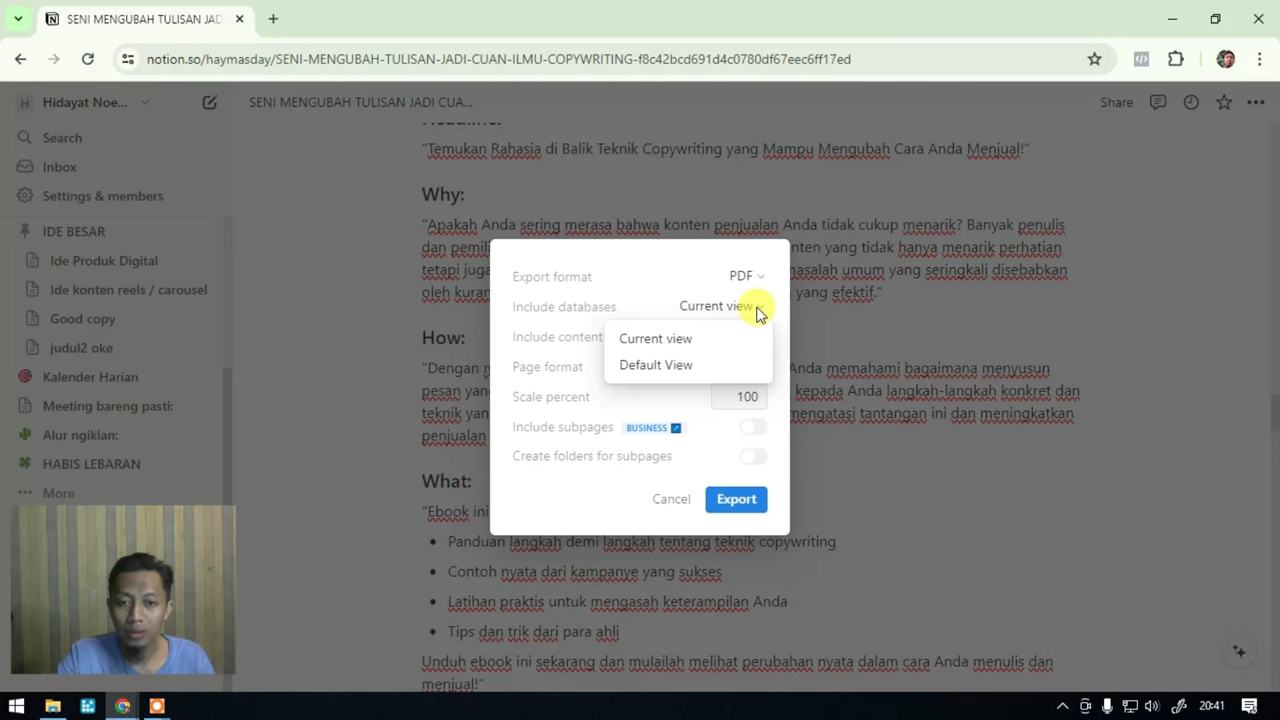 SENI MENGUBAH TULISAN JAD
notion.so/haymasday/SENI-MENGUBAH-TULISAN-JADI-CUAN-ILMU-COPYWRITING-f8c42bcd691d4c0780df67eec6ff17ed
H Hidayat Noe...
SENI MENGUBAH TULISAN JADI CUA...
Share
Search
Inbox
Settings & members
IDE BESAR
Ide Produk Digital
Ide konten reels / carousel
Good copy
judul2 oke
Kalender Harian
Meeting bareng pasti:
Alur ngiklan:
HABIS LEBARAN
More
Headline:
"Temukan Rahasia di Balik Teknik Copywriting yang Mampu Mengubah Cara Anda Menjual!"
Why:
"Apakah Anda sering merasa bahwa konten penjualan Anda tidak cukup menarik? Banyak penulis
dan pemili nten yang tidak hanya menarik perhatian
tetapi juga masalah umum yang seringkali disebabkan
oleh kuran yang efektif."
How:
"Dengan m Anda memahami bagaimana menyusun
pesan yang kepada Anda langkah-langkah konkret dan
teknik yan mengatasi tantangan ini dan meningkatkan
penjualan
What:
"Ebook ini
Panduan langkah demi langkah tentang teknik copywriting
Contoh nyata dari kampanye yang sukses
Latihan praktis untuk mengasah keterampilan Anda
Tips dan trik dari para ahli
Unduh ebook ini sekarang dan mulailah melihat perubahan nyata dalam cara Anda menulis dan
menjual!"
Export format PDF
Include databases Current view
Current view
Default View
Include content
Page format
Scale percent 100
Include subpages BUSINESS
Create folders for subpages
Cancel Export
20:41